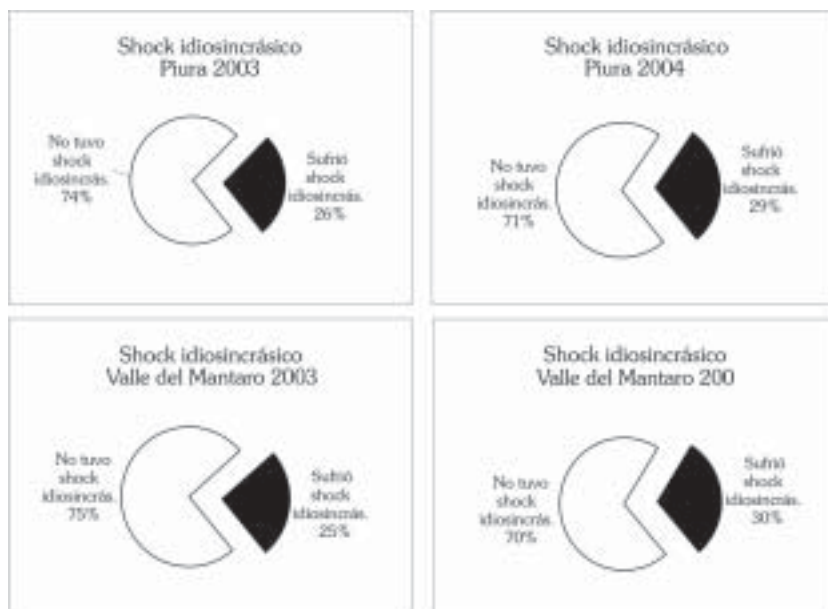 Shock idiosincrásico
Piura 2003
No tuvo
shock
idiosincrás.
74%
Sufrió
shock
idiosincrás.
26%
Shock idiosincrásico
Piura 2004
No tuvo
shock
idiosincrás.
71%
Sufrió
shock
idiosincrás.
29%
Shock idiosincrásico
Valle del Mantaro 2003
No tuvo
shock
idiosincrás.
75%
Sufrió
shock
idiosincrás.
25%
Shock idiosincrásico
Valle del Mantaro 200
No tuvo
shock
idiosincrás.
70%
Sufrió
shock
idiosincrás.
30%